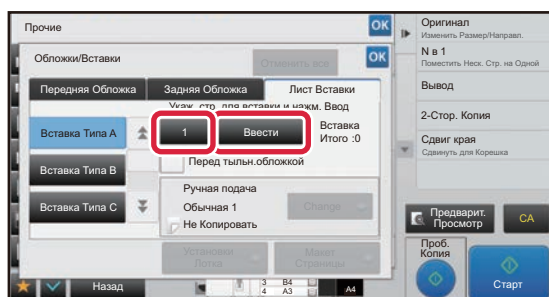 Прочие
OK
Обложки/Вставки
Отменить все
OK
Передняя Обложка
Задняя Обложка
Лист Вставки
Укаж. стр. для вставки и нажм. Ввод
Вставка Типа A
1
Ввести
Вставка
Итого :0
Перед тыльн.обложкой
Вставка Типа B
Ручная подача
Вставка Типа C
Обычная 1
Change
Не Копировать
Установки
Лотка
Макет
Страницы
Назад
3 B4
4 A3
A4
Оригинал
Изменить Размер/Направл.
N в 1
Поместить Неск. Стр. на Одной
Вывод
2-Стор. Копия
Сдвиг края
Сдвинуть для Корешка
Предварит.
Просмотр
CA
Проб.
Копия
Старт